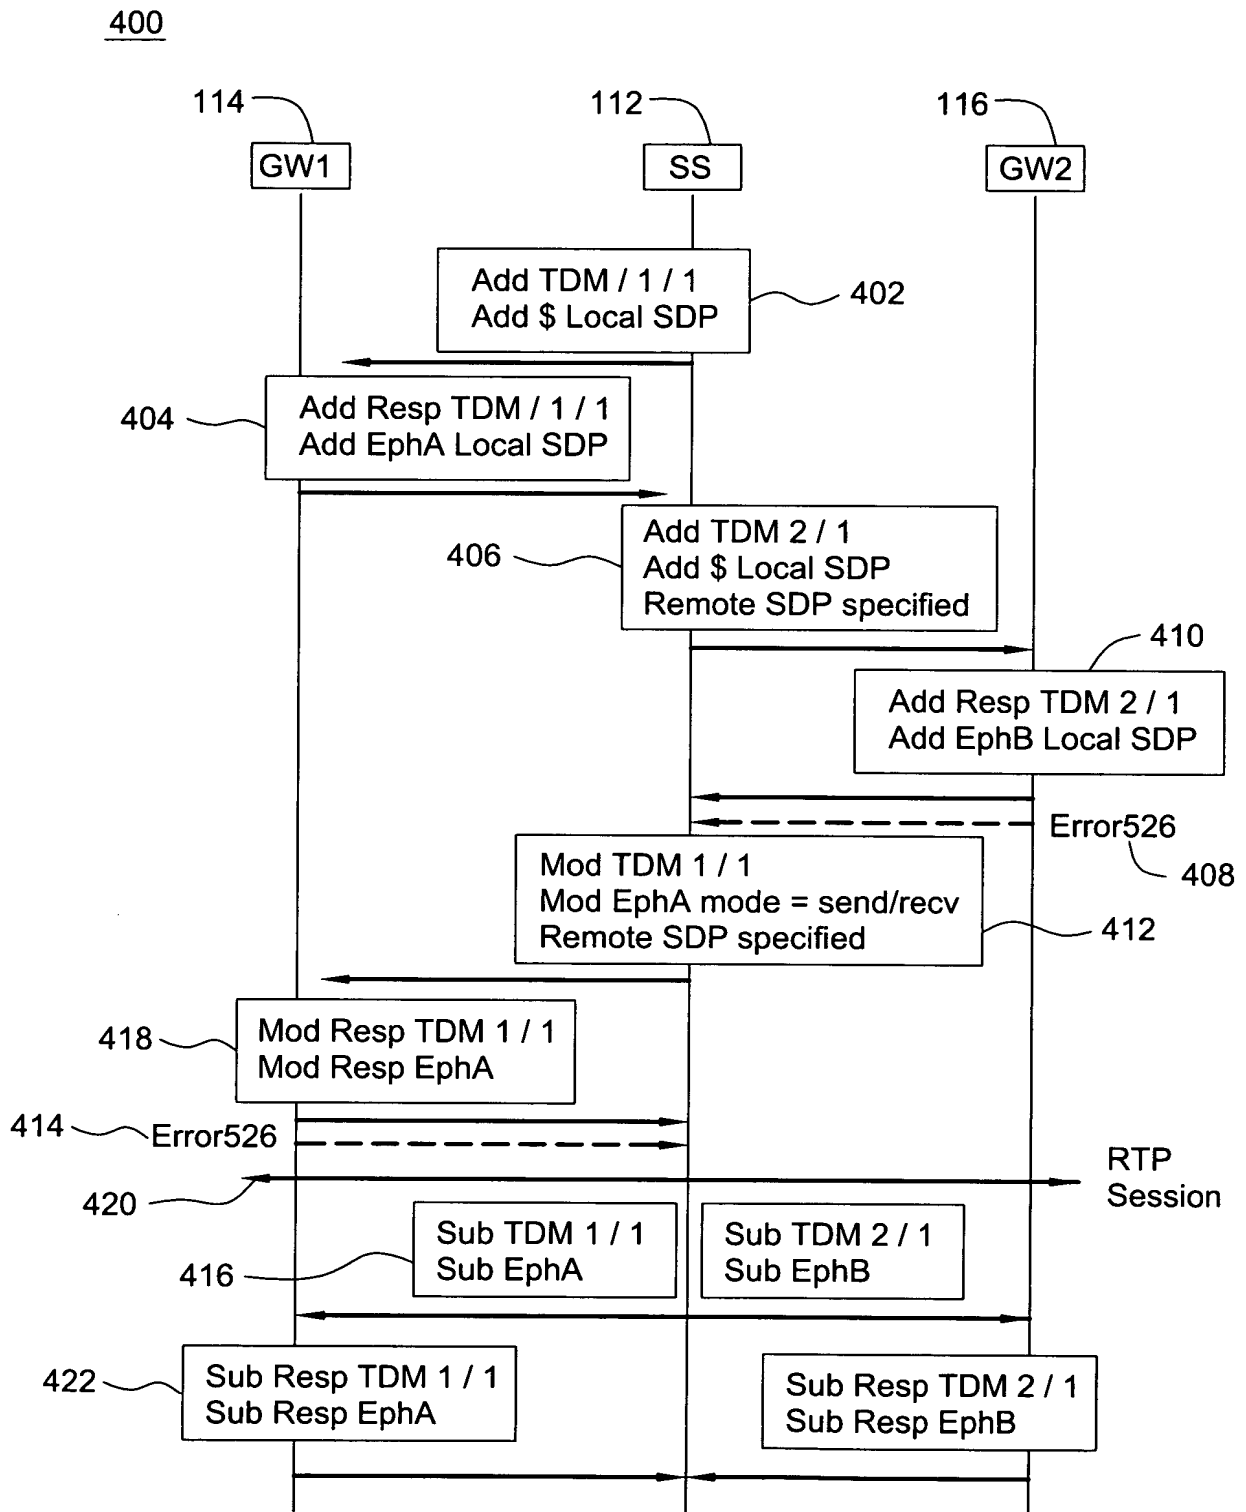 400
114
112
116
GW1
SS
GW2
Add TDM / 1 / 1
Add $ Local SDP
402
404
Add Resp TDM / 1 / 1
Add EphA Local SDP
406
Add TDM 2 / 1
Add $ Local SDP
Remote SDP specified
410
Add Resp TDM 2 / 1
Add EphB Local SDP
Error526
408
Mod TDM 1 / 1
Mod EphA mode = send/recv
Remote SDP specified
412
418
Mod Resp TDM 1 / 1
Mod Resp EphA
414
Error526
420
RTP
Session
416
Sub TDM 1 / 1
Sub EphA
Sub TDM 2 / 1
Sub EphB
422
Sub Resp TDM 1 / 1
Sub Resp EphA
Sub Resp TDM 2 / 1
Sub Resp EphB